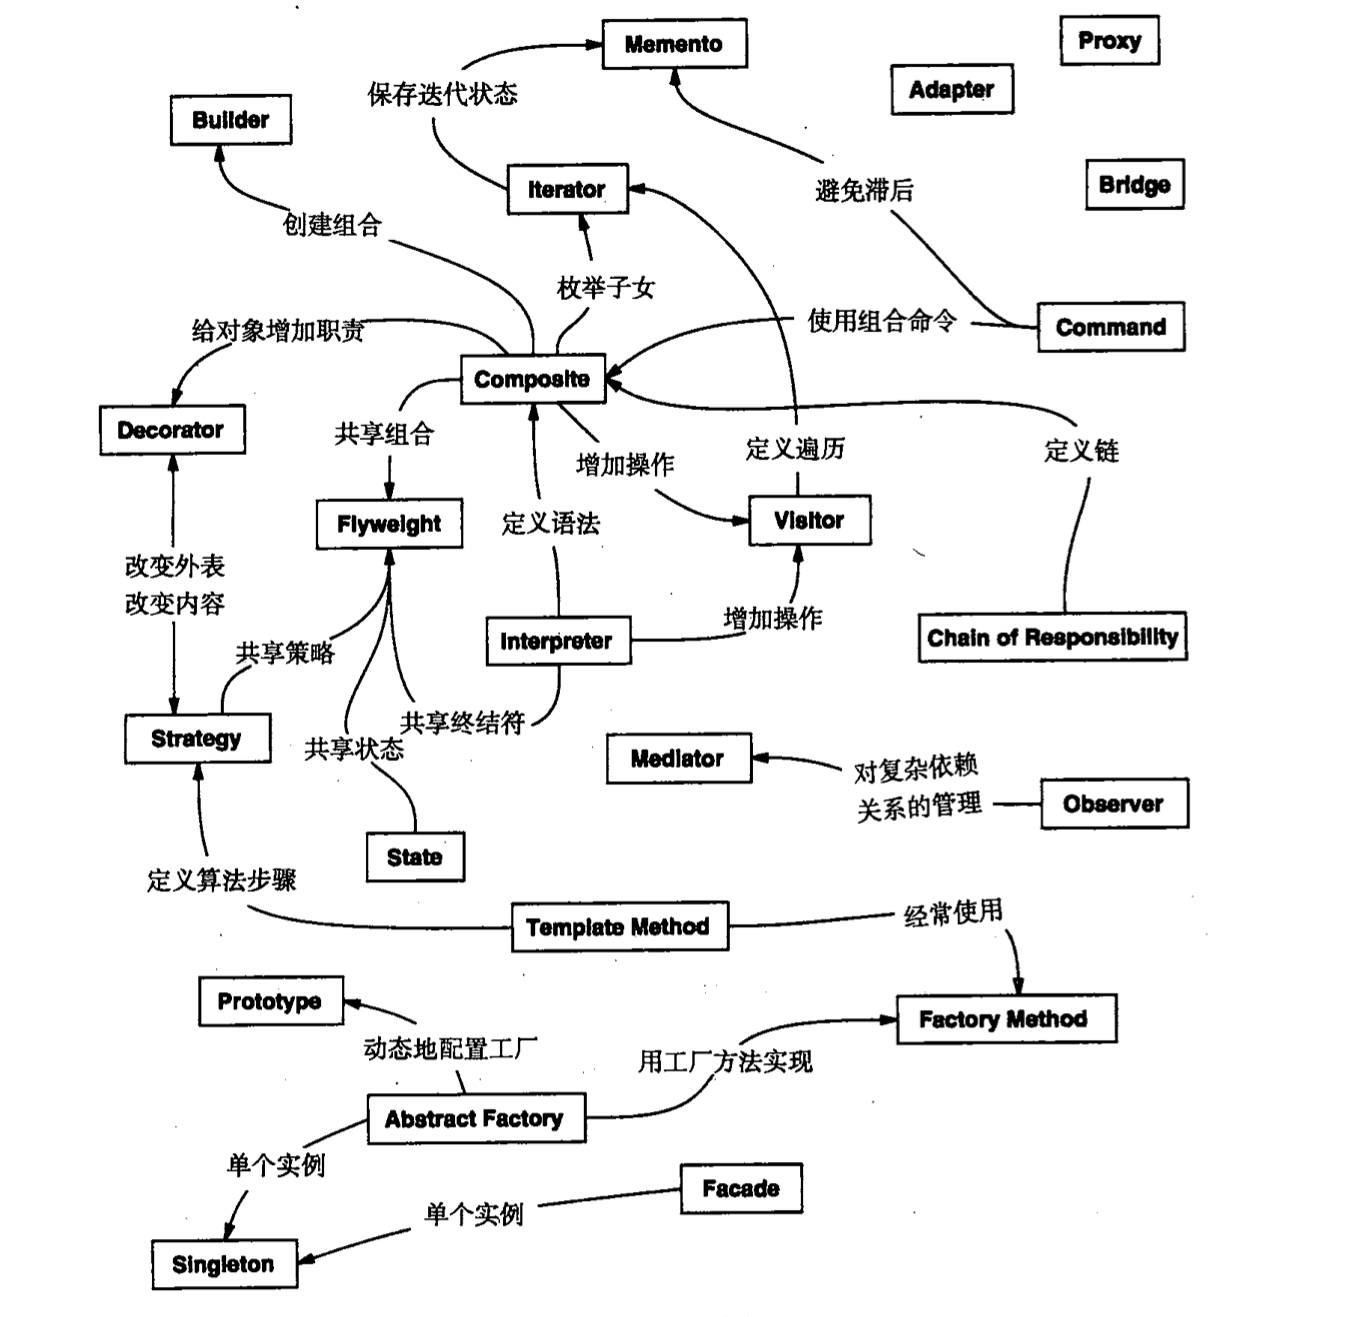 Memento
Proxy
Adapter
保存迭代状态
Builder
Iterator
避免滞后
Bridge
创建组合
枚举子女
给对象增加职责
使用组合命令
Command
Composite
Decorator
共享组合
增加操作
定义遍历
定义链
Flyweight
定义语法
Visitor
改变外表
改变内容
增加操作
共享策略
Interpreter
Chain of Responsibility
Strategy
共享状态
共享终结符
Mediator
对复杂依赖
关系的管理
Observer
State
定义算法步骤
Template Method
经常使用
Prototype
Factory Method
动态地配置工厂
用工厂方法实现
Abstract Factory
单个实例
Facade
单个实例
Singleton